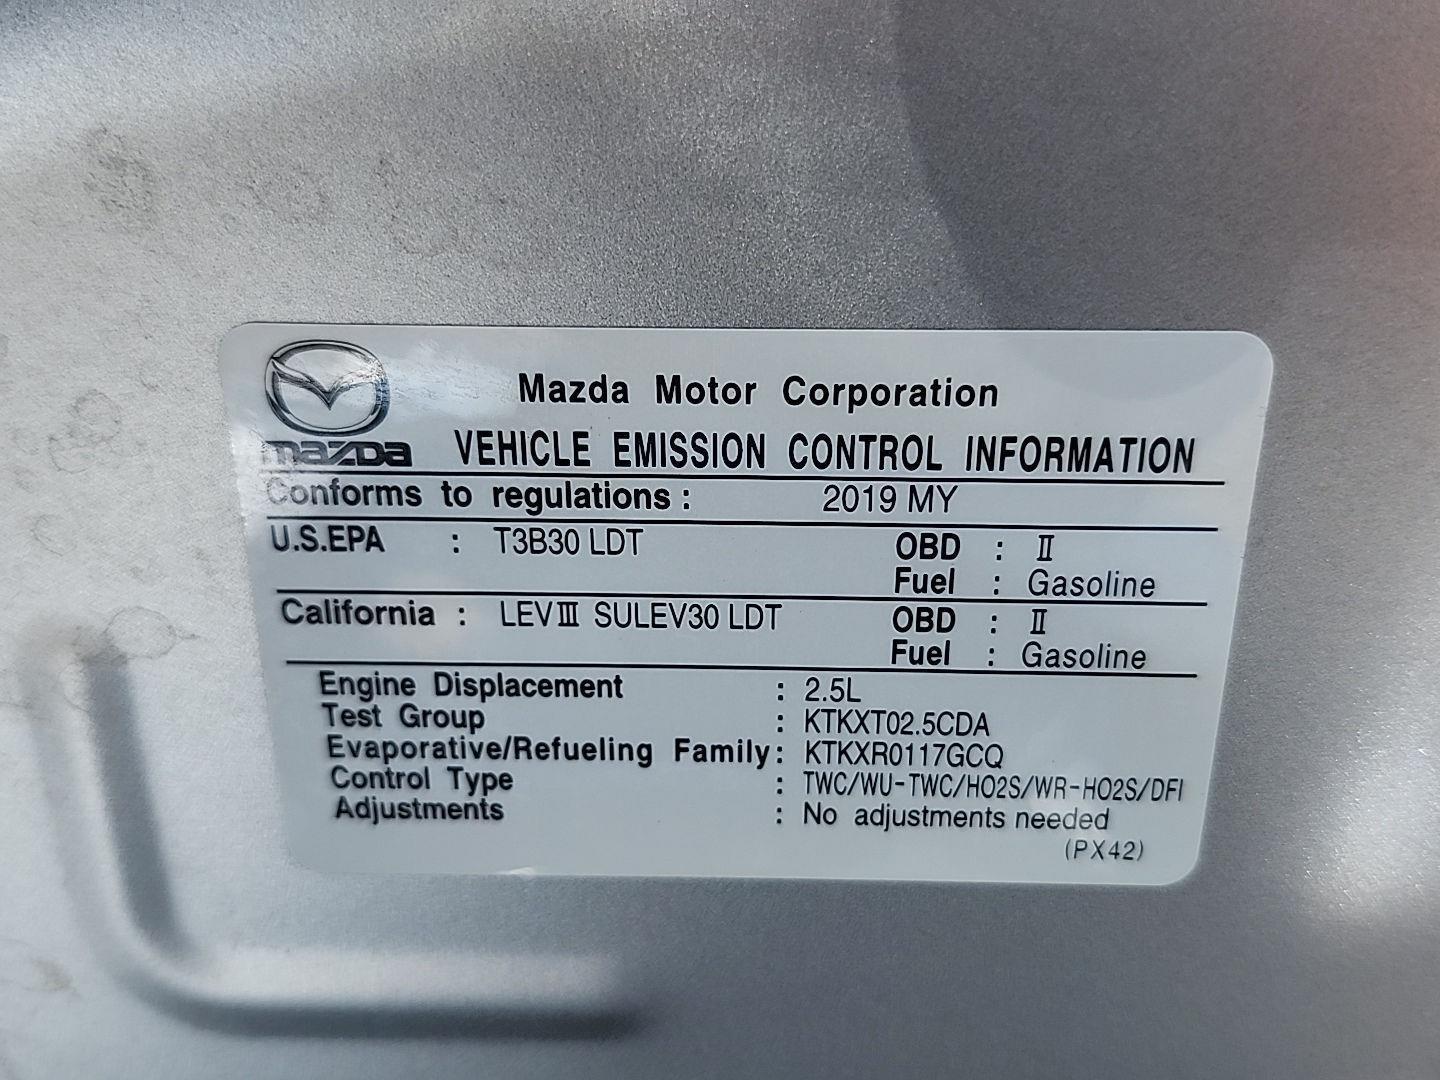 Mazda Motor Corporation
mazda VEHICLE EMISSION CONTROL INFORMATION
Conforms to regulations : 2019 MY
U.S.EPA : T3B30 LDT OBD : Ⅱ
Fuel : Gasoline
California : LEVⅢ SULEV30 LDT OBD : Ⅱ
Fuel : Gasoline
Engine Displacement : 2.5L
Test Group : KTKXT02.5CDA
Evaporative/Refueling Family : KTKXR0117GCQ
Control Type : TWC/WU-TWC/HO2S/WR-HO2S/DFI
Adjustments : No adjustments needed
(PX42)